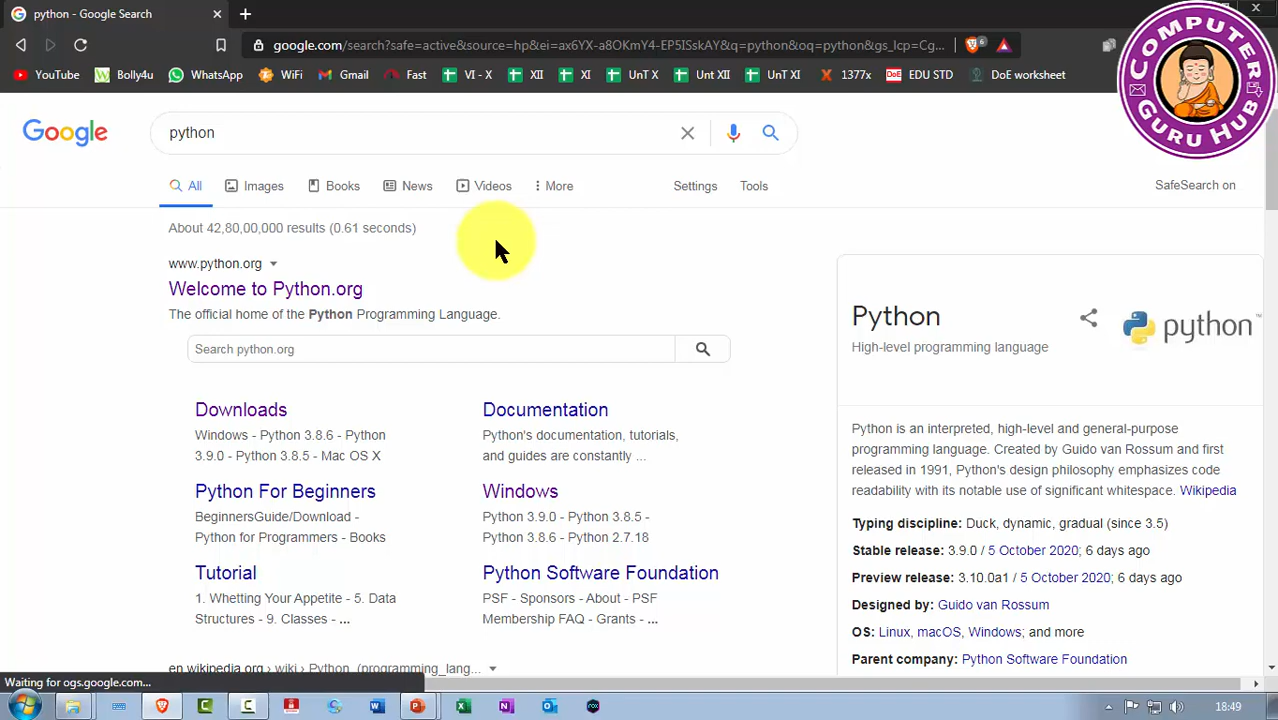 python - Google Search
google.com/search?safe=active&source=hp&ei=ax6YX-a8OKmY4-EP5ISskAY&q=python&oq=python&gs_lcp=Cg...
6
YouTube Bolly4u WhatsApp WiFi Gmail Fast VI - X XII XI UnT X Unt XII UnT XI 1377x DoE EDU STD DoE worksheet
COMPUTER
GURU HUB
Google python
All Images Books News Videos More Settings Tools SafeSearch on
About 42,80,00,000 results (0.61 seconds)
www.python.org
Welcome to Python.org
The official home of the Python Programming Language.
Search python.org
Downloads
Windows - Python 3.8.6 - Python
3.9.0 - Python 3.8.5 - Mac OS X
Documentation
Python's documentation, tutorials,
and guides are constantly ...
Python For Beginners
BeginnersGuide/Download -
Python for Programmers - Books
Windows
Python 3.9.0 - Python 3.8.5 -
Python 3.8.6 - Python 2.7.18
Tutorial
1. Whetting Your Appetite - 5. Data
Structures - 9. Classes - ...
Python Software Foundation
PSF - Sponsors - About - PSF
Membership FAQ - Grants - ...
en.wikipedia.org › wiki › Python_(programming_lang...
Python
High-level programming language
python
Python is an interpreted, high-level and general-purpose
programming language. Created by Guido van Rossum and first
released in 1991, Python's design philosophy emphasizes code
readability with its notable use of significant whitespace. Wikipedia
Typing discipline: Duck, dynamic, gradual (since 3.5)
Stable release: 3.9.0 / 5 October 2020; 6 days ago
Preview release: 3.10.0a1 / 5 October 2020; 6 days ago
Designed by: Guido van Rossum
OS: Linux, macOS, Windows; and more
Parent company: Python Software Foundation
Waiting for ogs.google.com...
18:49